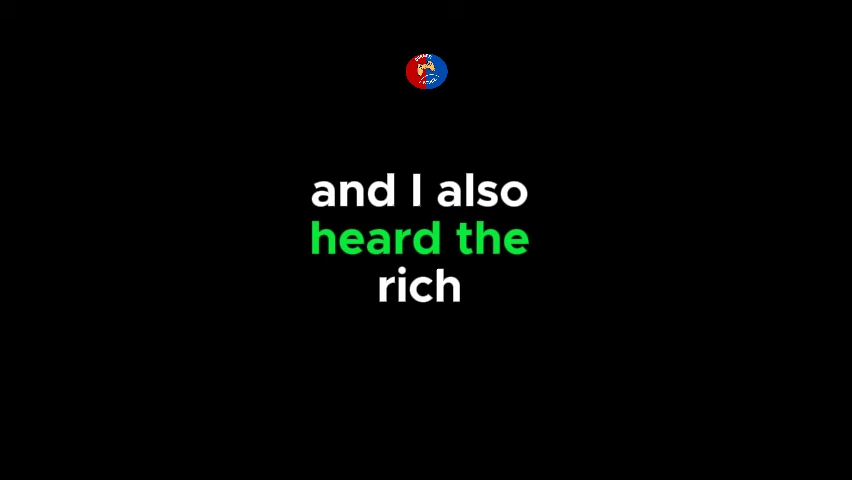 and I also
heard the
rich